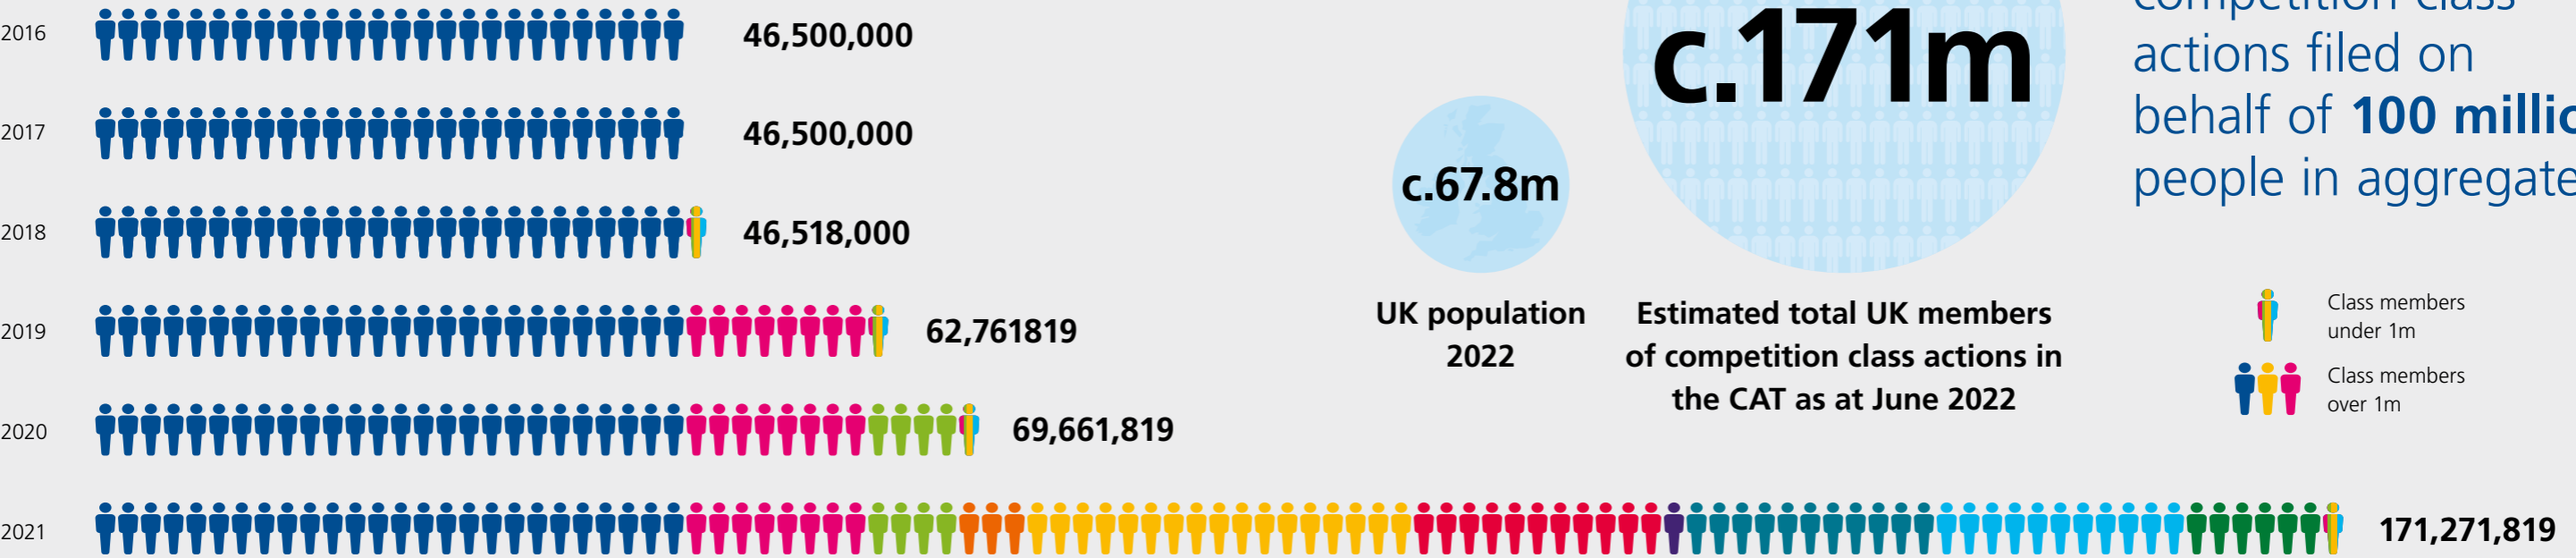 2016
46,500,000
2017
46,500,000
2018
46,518,000
2019
62,761819
2020
69,661,819
2021
171,271,819
c.67.8m
UK population
2022
c.171m
Estimated total UK members
of competition class actions in
the CAT as at June 2022
competition class
actions filed on
behalf of 100
people in aggregate
Class members
under 1m
Class members
over 1m